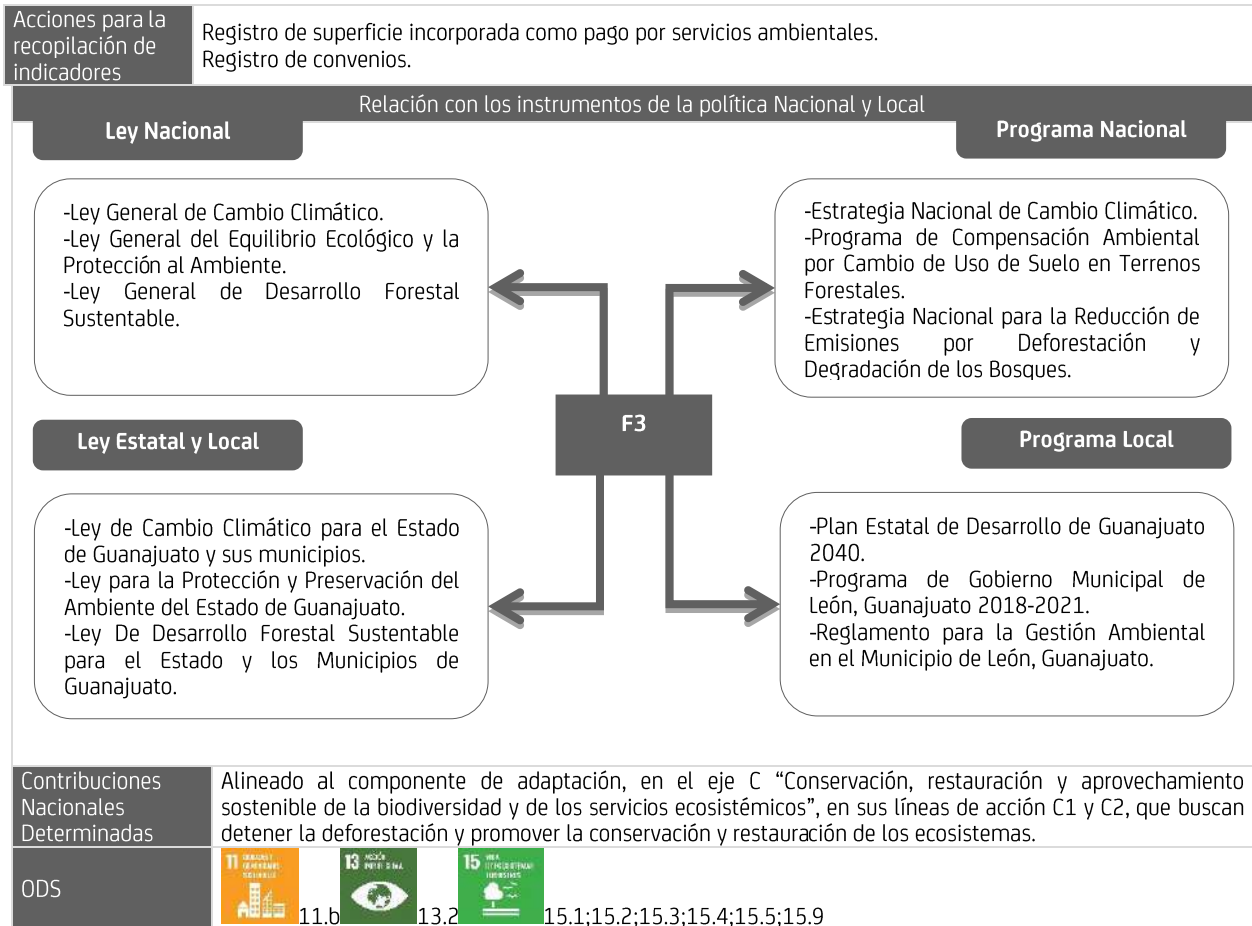 Acciones para la
recopilación de
indicadores
Registro de superficie incorporada como pago por servicios ambientales.
Registro de convenios.
Relación con los instrumentos de la política Nacional y Local
Ley Nacional
-Ley General de Cambio Climático.
-Ley General del Equilibrio Ecológico y la
Protección al Ambiente.
-Ley General de Desarrollo Forestal
Sustentable.
Programa Nacional
-Estrategia Nacional de Cambio Climático.
-Programa de Compensación Ambiental
por Cambio de Uso de Suelo en Terrenos
Forestales.
-Estrategia Nacional para la Reducción de
Emisiones por Deforestación y
Degradación de los Bosques.
F3
Ley Estatal y Local
-Ley de Cambio Climático para el Estado
de Guanajuato y sus municipios.
-Ley para la Protección y Preservación del
Ambiente del Estado de Guanajuato.
-Ley De Desarrollo Forestal Sustentable
para el Estado y los Municipios de
Guanajuato.
Programa Local
-Plan Estatal de Desarrollo de Guanajuato
2040.
-Programa de Gobierno Municipal de
León, Guanajuato 2018-2021.
-Reglamento para la Gestión Ambiental
en el Municipio de León, Guanajuato.
Contribuciones
Nacionales
Determinadas
Alineado al componente de adaptación, en el eje C “Conservación, restauración y aprovechamiento
sostenible de la biodiversidad y de los servicios ecosistémicos”, en sus líneas de acción C1 y C2, que buscan
detener la deforestación y promover la conservación y restauración de los ecosistemas.
ODS
11
11.b
13 ACCIÓN
POR EL CLIMA
13.2
15 VIDA
15.1;15.2;15.3;15.4;15.5;15.9